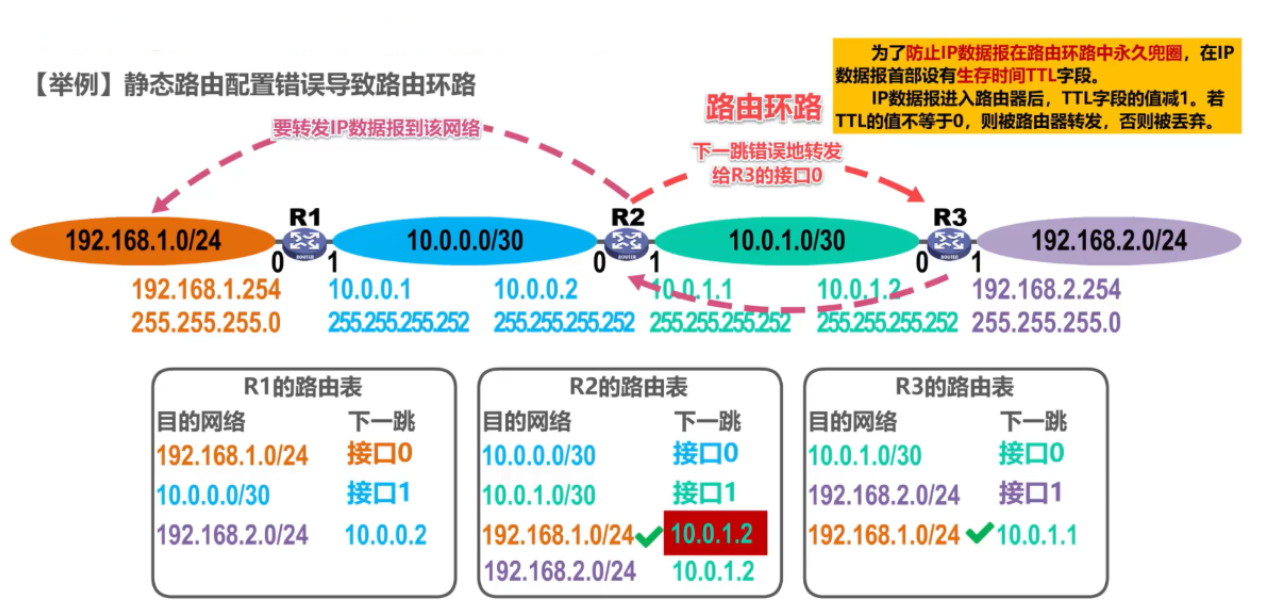 为了防止IP数据报在路由环路中永久兜圈，在IP
数据报首部设有生存时间TTL字段。
IP数据报进入路由器后，TTL字段的值减1。若
TTL的值不等于0，则被路由器转发，否则被丢弃。
【举例】静态路由配置错误导致路由环路
路由环路
要转发IP数据报到该网络
下一跳错误地转发
给R3的接口0
R1 R2 R3
192.168.1.0/24 ROUTER 10.0.0.0/30 ROUTER 10.0.1.0/30 ROUTER 192.168.2.0/24
0 1 0 1 0 1
192.168.1.254 10.0.0.1 10.0.0.2 10.0.1.1 10.0.1.2 192.168.2.254
255.255.255.0 255.255.255.252 255.255.255.252 255.255.255.252 255.255.255.252 255.255.255.0
R1的路由表
目的网络 下一跳
192.168.1.0/24 接口0
10.0.0.0/30 接口1
192.168.2.0/24 10.0.0.2
R2的路由表
目的网络 下一跳
10.0.0.0/30 接口0
10.0.1.0/30 接口1
192.168.1.0/24 10.0.1.2
192.168.2.0/24 10.0.1.2
R3的路由表
目的网络 下一跳
10.0.1.0/30 接口0
192.168.2.0/24 接口1
192.168.1.0/24 10.0.1.1